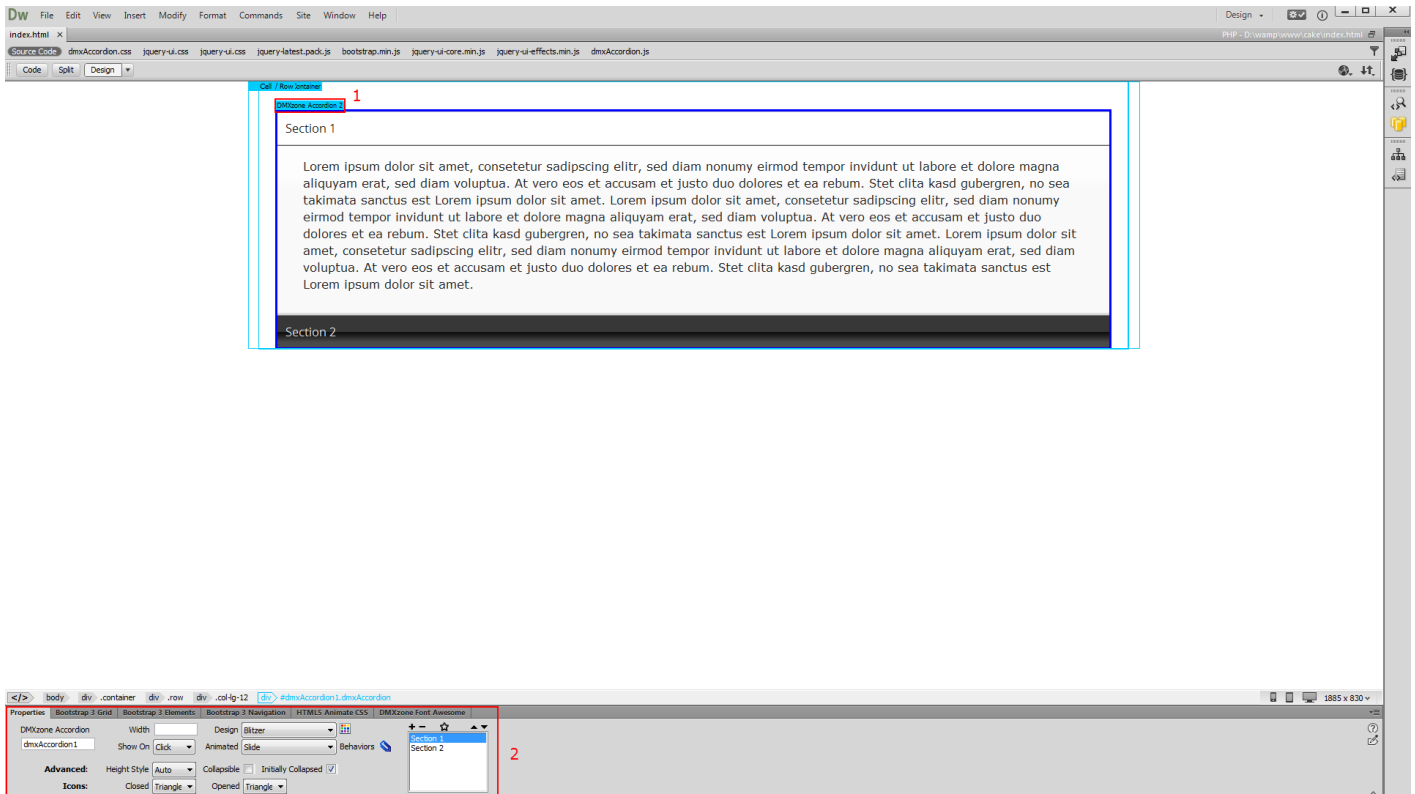 DW File Edit View Insert Modify Format Commands Site Window Help Design
index.html × PHP - D:\wamp\www\cake\index.html
Source Code dmxAccordion.css jquery-ui.css jquery-ui.css jquery-latest.pack.js bootstrap.min.js jquery-ui-core.min.js jquery-ui-effects.min.js dmxAccordion.js
Code Split Design
Cell / Row Container
DMXzone Accordion 2 1
Section 1
Lorem ipsum dolor sit amet, consetetur sadipscing elitr, sed diam nonumy eirmod tempor invidunt ut labore et dolore magna
aliquyam erat, sed diam voluptua. At vero eos et accusam et justo duo dolores et ea rebum. Stet clita kasd gubergren, no sea
takimata sanctus est Lorem ipsum dolor sit amet. Lorem ipsum dolor sit amet, consetetur sadipscing elitr, sed diam nonumy
eirmod tempor invidunt ut labore et dolore magna aliquyam erat, sed diam voluptua. At vero eos et accusam et justo duo
dolores et ea rebum. Stet clita kasd gubergren, no sea takimata sanctus est Lorem ipsum dolor sit amet. Lorem ipsum dolor sit
amet, consetetur sadipscing elitr, sed diam nonumy eirmod tempor invidunt ut labore et dolore magna aliquyam erat, sed diam
voluptua. At vero eos et accusam et justo duo dolores et ea rebum. Stet clita kasd gubergren, no sea takimata sanctus est
Lorem ipsum dolor sit amet.
Section 2
</> body div .container div .row div .col-lg-12 div #dmxAccordion1.dmxAccordion 1885 x 830
Properties Bootstrap 3 Grid Bootstrap 3 Elements Bootstrap 3 Navigation HTML5 Animate CSS DMXzone Font Awesome
DMXzone Accordion Width Design Blitzer
dmxAccordion1 Show On Click Animated Slide Behaviors Section 1
Section 2
2
Advanced: Height Style Auto Collapsible Initially Collapsed
Icons: Closed Triangle Opened Triangle